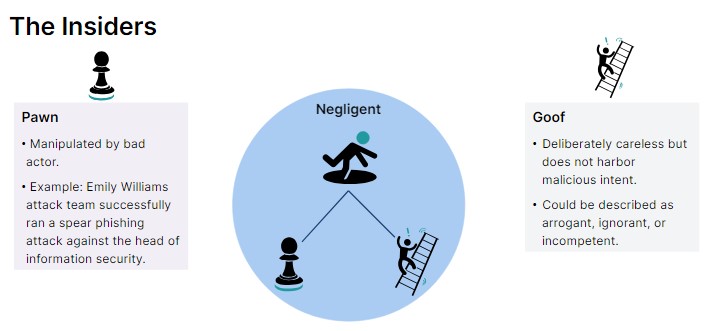 The Insiders
Pawn
• Manipulated by bad
actor.
• Example: Emily Williams
attack team successfully
ran a spear phishing
attack against the head of
information security.
Negligent
Goof
• Deliberately careless but
does not harbor
malicious intent.
• Could be described as
arrogant, ignorant, or
incompetent.